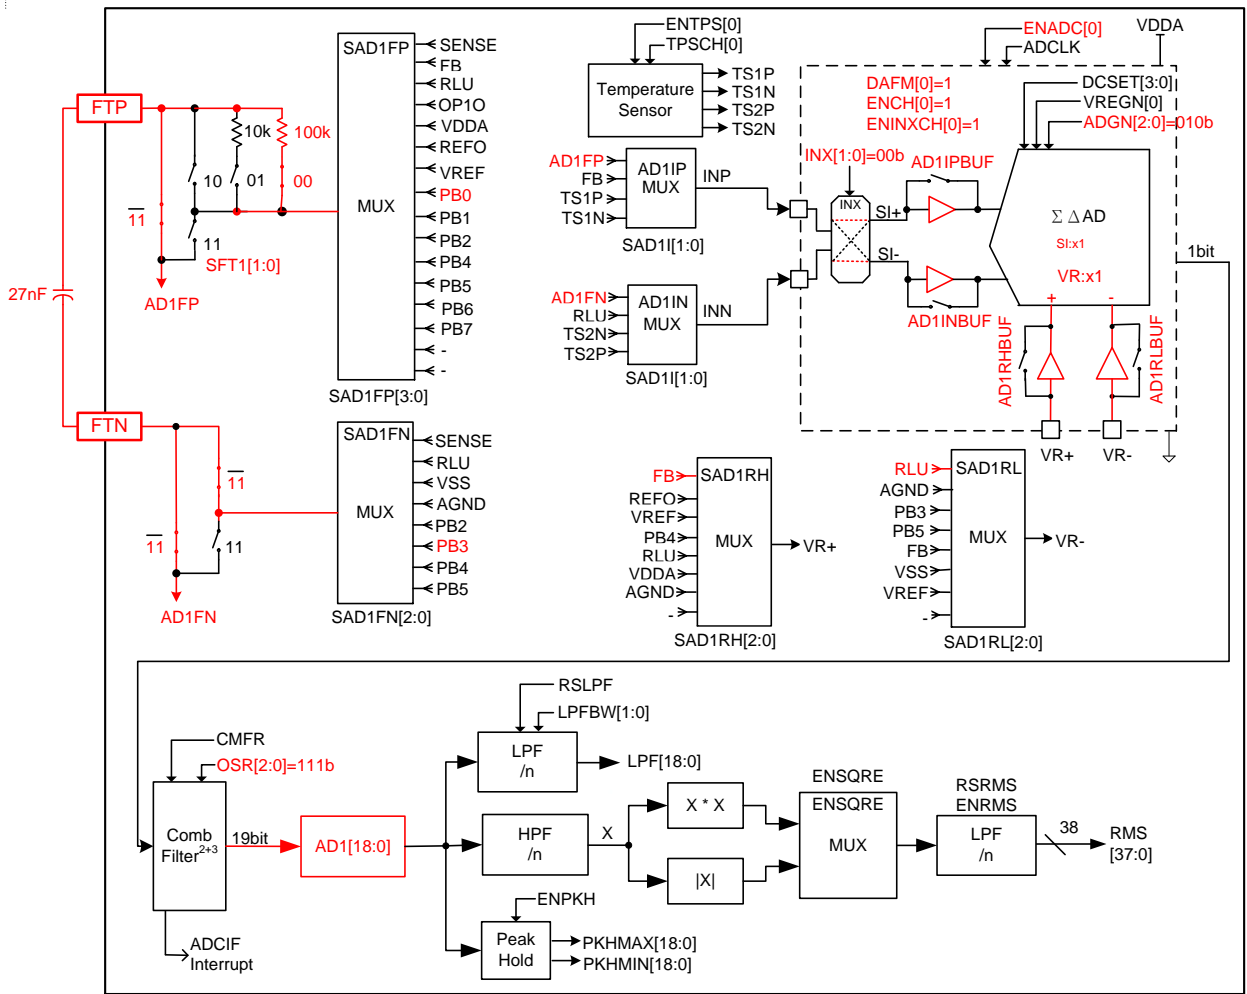 FTP
27nF
FTN
10k
100k
10
01
00
11
11
SFT1[1:0]
AD1FP
SAD1FP
MUX
SENSE
FB
RLU
OP1O
VDDA
REFO
VREF
PB0
PB1
PB2
PB4
PB5
PB6
PB7
-
-
SAD1FP[3:0]
11
11
11
AD1FN
SAD1FN
MUX
SENSE
RLU
VSS
AGND
PB2
PB3
PB4
PB5
SAD1FN[2:0]
ENTPS[0]
TPSCH[0]
Temperature
Sensor
TS1P
TS1N
TS2P
TS2N
AD1FP
FB
TS1P
TS1N
AD1IP
MUX
INP
SAD1I[1:0]
AD1FN
RLU
TS2N
TS2P
AD1IN
MUX
INN
SAD1I[1:0]
ENADC[0]
ADCLK
VDDA
DAFM[0]=1
ENCH[0]=1
ENINXCH[0]=1
DCSET[3:0]
VREGN[0]
ADGN[2:0]=010b
INX[1:0]=00b
AD1IPBUF
INX
SI+
SI-
AD1INBUF
Σ ΔAD
SI:x1
VR:x1
+
-
1bit
AD1RHBUF
AD1RLBUF
VR+
VR-
FB
REFO
VREF
PB4
RLU
VDDA
AGND
-
SAD1RH
MUX
VR+
SAD1RH[2:0]
RLU
AGND
PB3
PB5
FB
VSS
VREF
-
SAD1RL
MUX
VR-
SAD1RL[2:0]
CMFR
OSR[2:0]=111b
Comb
Filter2+3
19bit
ADCIF
Interrupt
AD1[18:0]
RSLPF
LPFBW[1:0]
LPF
/n
LPF[18:0]
HPF
/n
X
X * X
|X|
ENPKH
Peak
Hold
PKHMAX[18:0]
PKHMIN[18:0]
ENSQRE
ENSQRE
MUX
RSRMS
ENRMS
LPF
/n
38
RMS
[37:0]